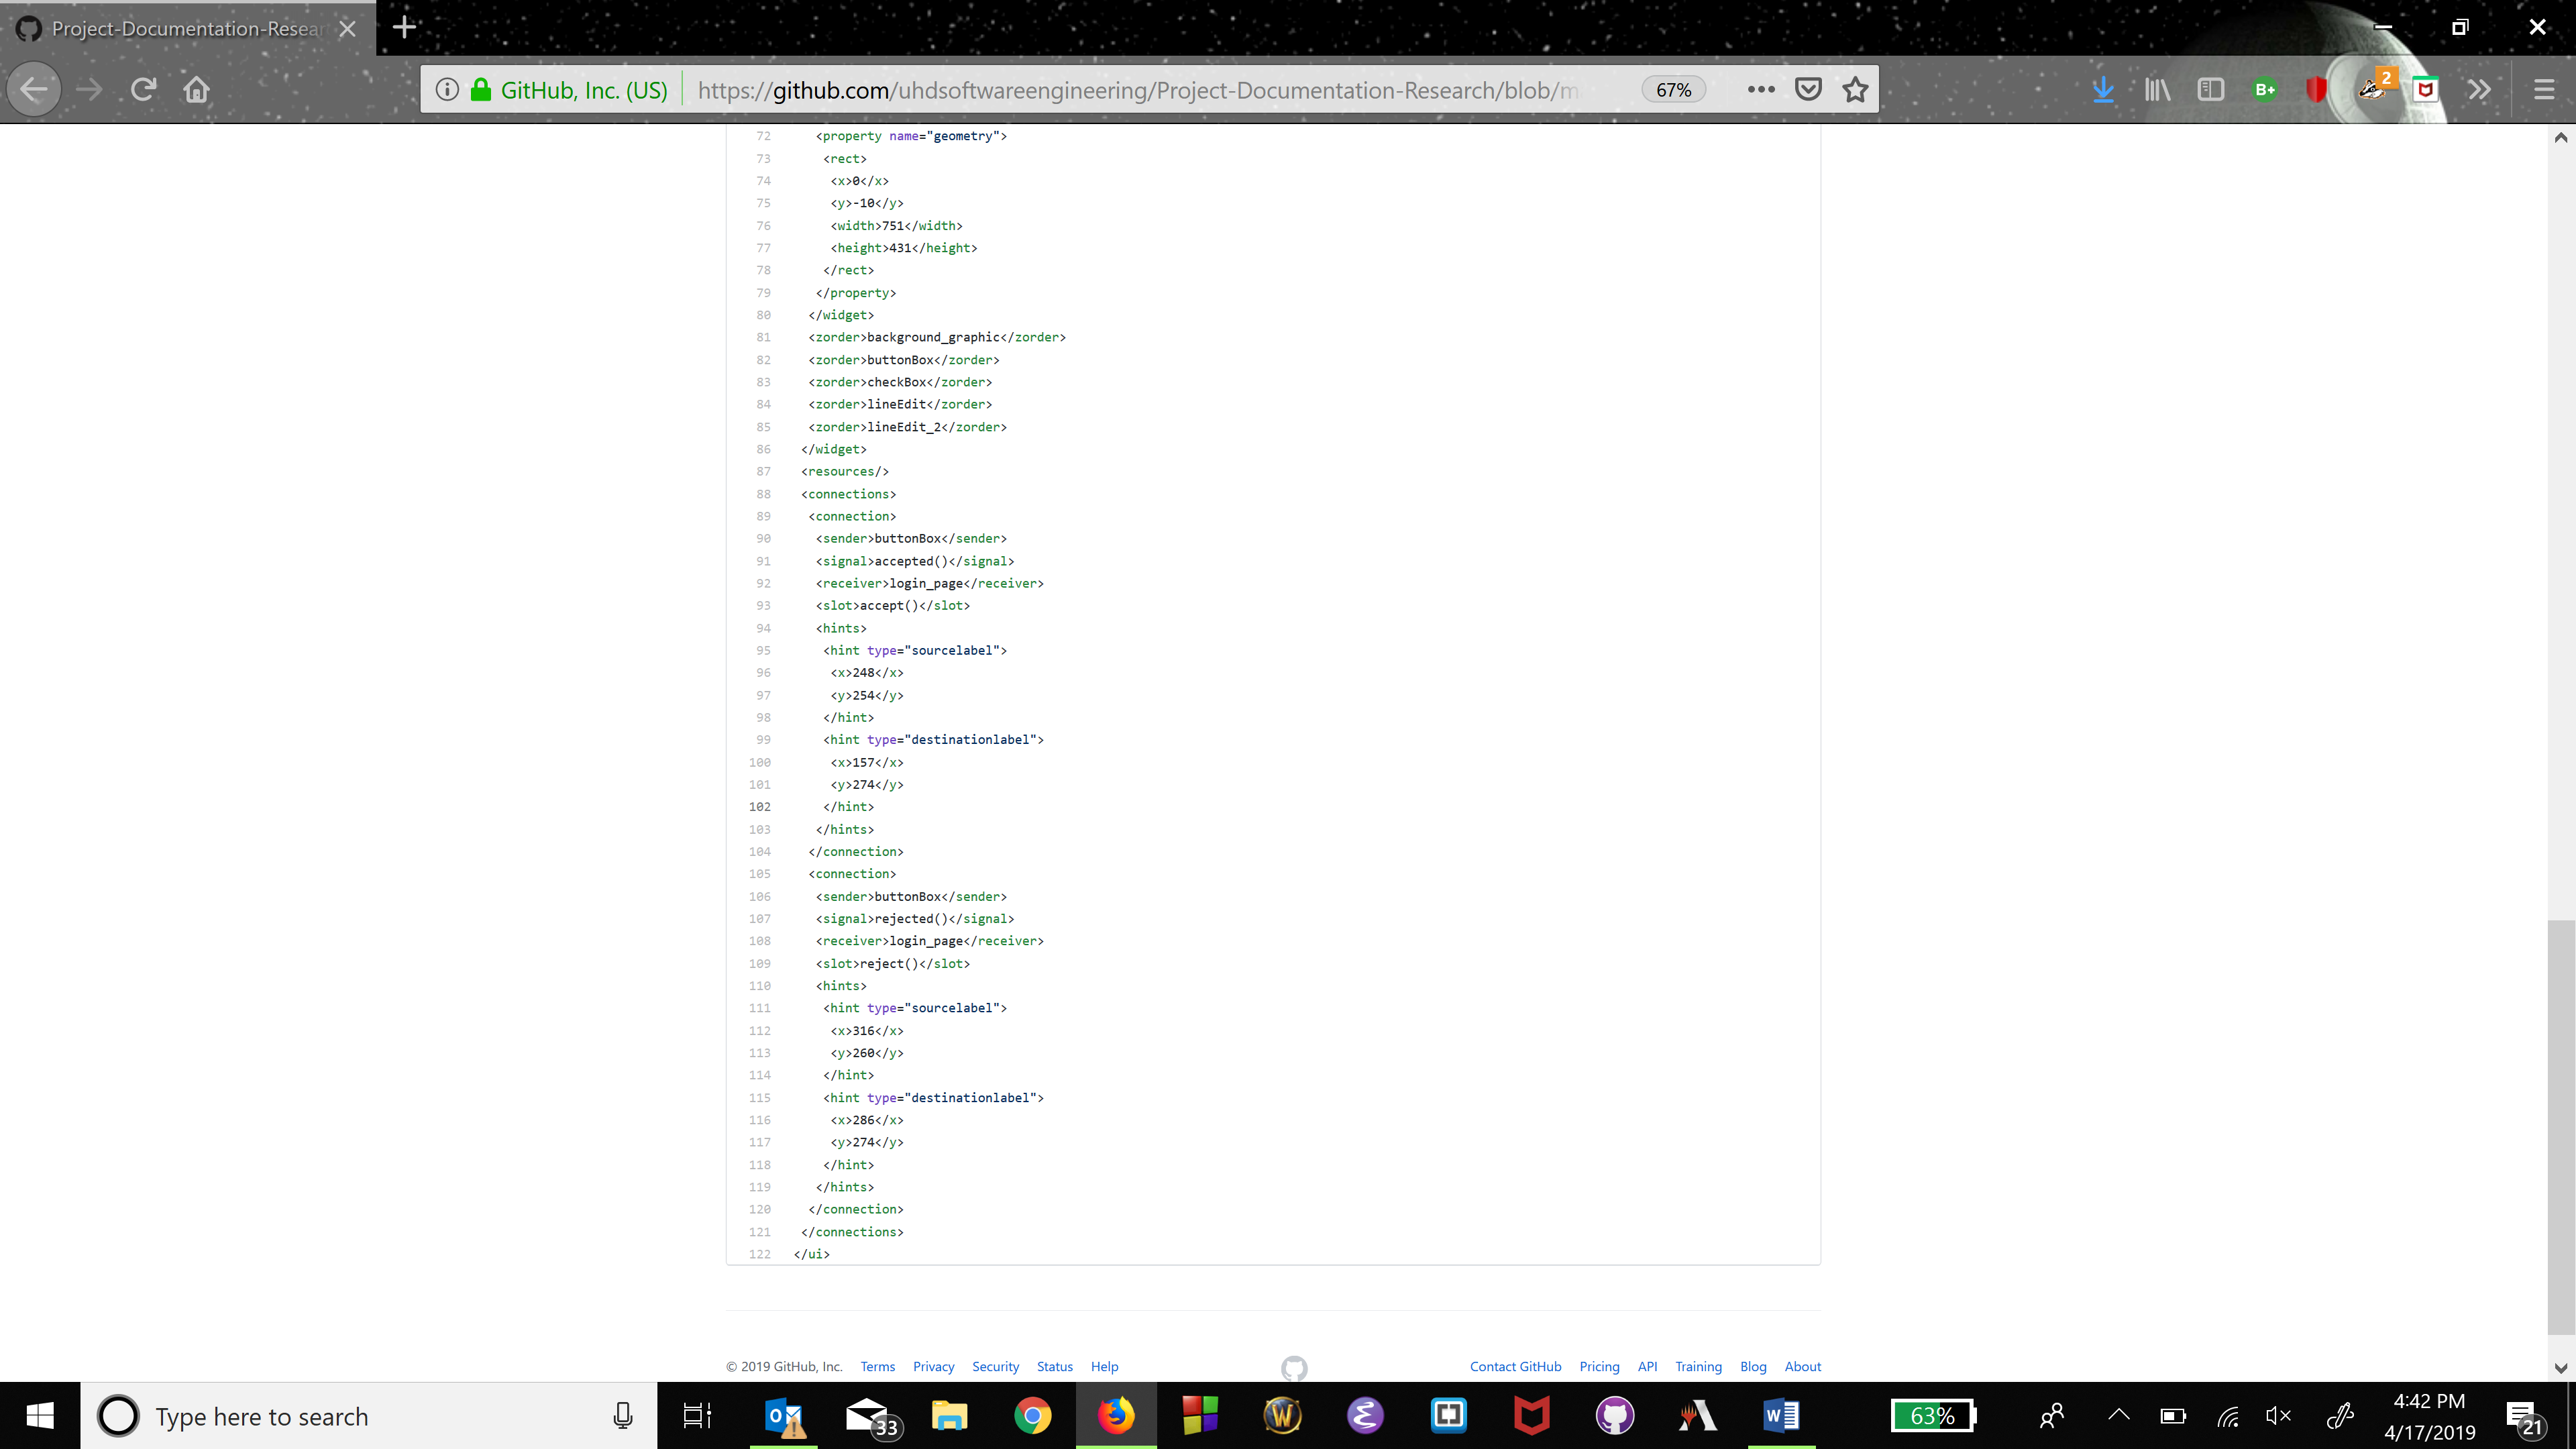 Project-Documentation-Resear
GitHub, Inc. (US) https://github.com/uhdsoftwareengineering/Project-Documentation-Research/blob/m 67% B+ 2
72 <property name="geometry">
73 <rect>
74 <x>0</x>
75 <y>-10</y>
76 <width>751</width>
77 <height>431</height>
78 </rect>
79 </property>
80 </widget>
81 <zorder>background_graphic</zorder>
82 <zorder>buttonBox</zorder>
83 <zorder>checkBox</zorder>
84 <zorder>lineEdit</zorder>
85 <zorder>lineEdit_2</zorder>
86 </widget>
87 <resources/>
88 <connections>
89 <connection>
90 <sender>buttonBox</sender>
91 <signal>accepted()</signal>
92 <receiver>login_page</receiver>
93 <slot>accept()</slot>
94 <hints>
95 <hint type="sourcelabel">
96 <x>248</x>
97 <y>254</y>
98 </hint>
99 <hint type="destinationlabel">
100 <x>157</x>
101 <y>274</y>
102 </hint>
103 </hints>
104 </connection>
105 <connection>
106 <sender>buttonBox</sender>
107 <signal>rejected()</signal>
108 <receiver>login_page</receiver>
109 <slot>reject()</slot>
110 <hints>
111 <hint type="sourcelabel">
112 <x>316</x>
113 <y>260</y>
114 </hint>
115 <hint type="destinationlabel">
116 <x>286</x>
117 <y>274</y>
118 </hint>
119 </hints>
120 </connection>
121 </connections>
122 </ui>
© 2019 GitHub, Inc. Terms Privacy Security Status Help Contact GitHub Pricing API Training Blog About
Type here to search 33 63% 4:42 PM
4/17/2019 21